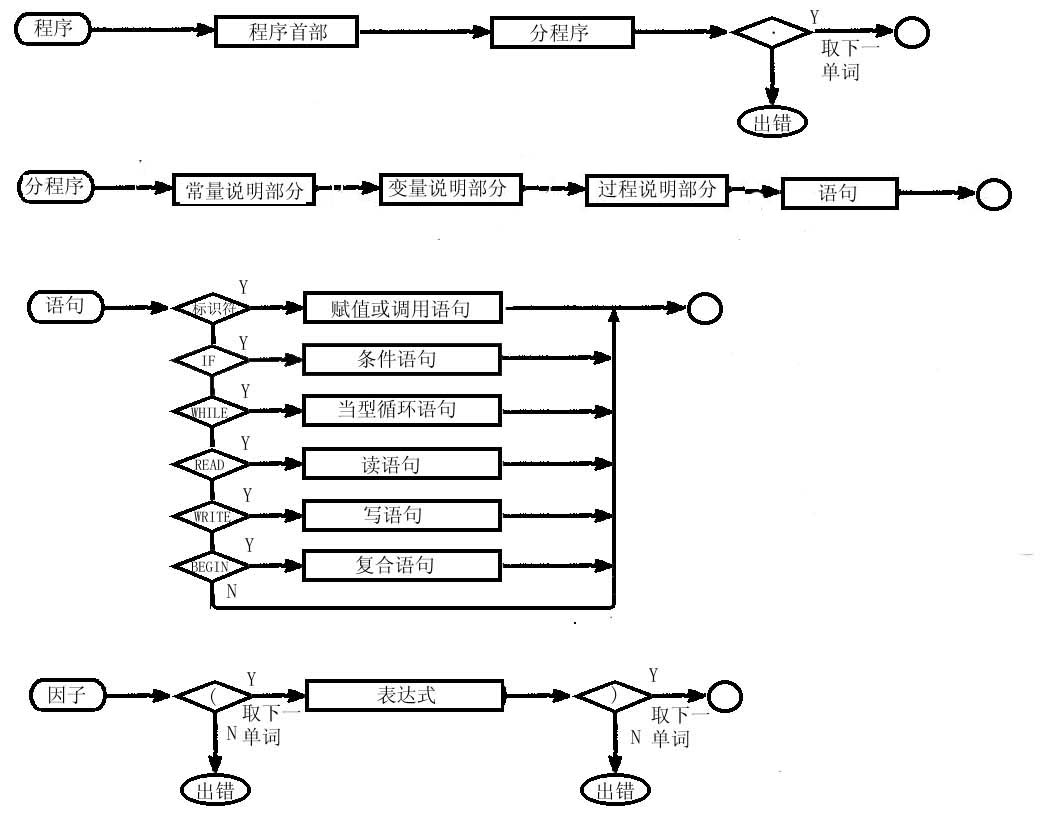 程序
程序首部
分程序
.
Y
取下一
单词
出错
分程序
常量说明部分
变量说明部分
过程说明部分
语句
语句
标识符
Y
赋值或调用语句
IF
Y
条件语句
WHILE
Y
当型循环语句
READ
Y
读语句
WRITE
Y
写语句
BEGIN
Y
复合语句
N
因子
(
Y
取下一
单词
N
出错
表达式
)
Y
取下一
单词
N
出错